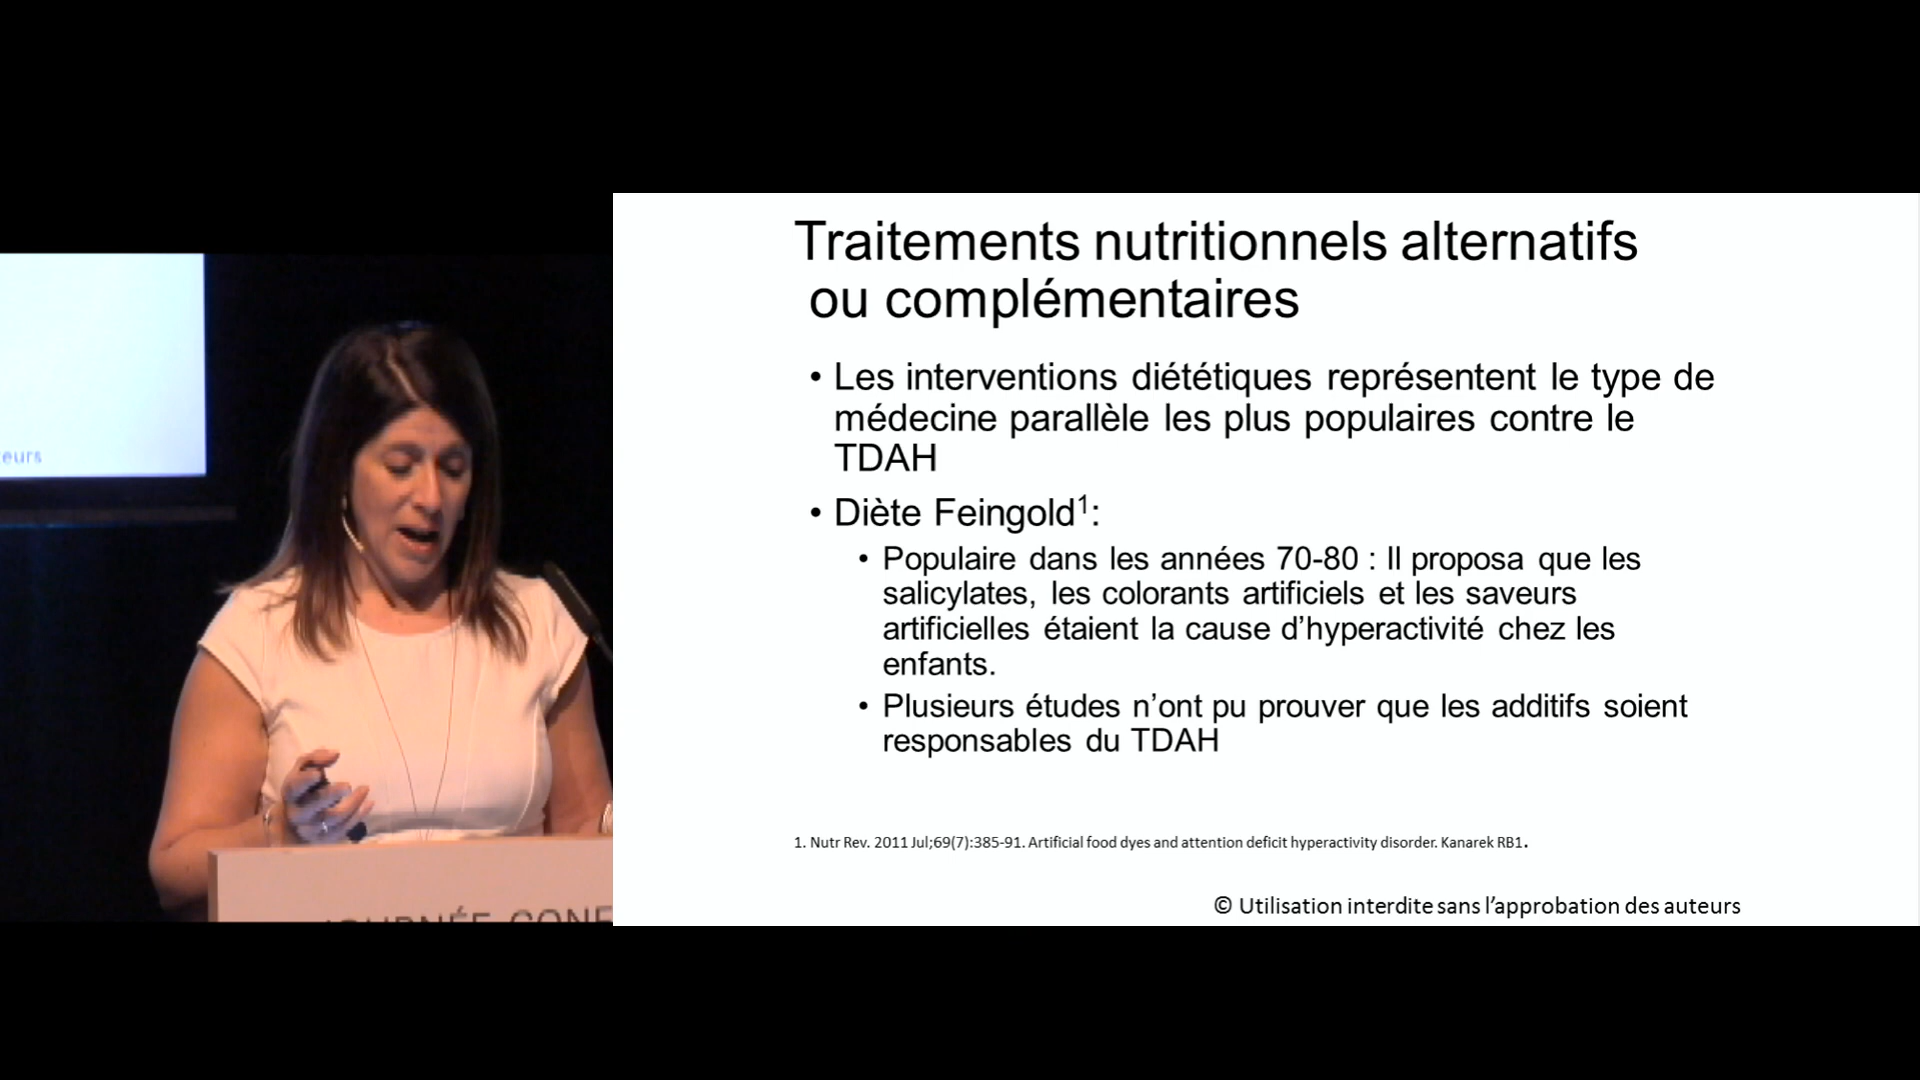 Traitements nutritionnels alternatifs
ou complémentaires
• Les interventions diététiques représentent le type de
médecine parallèle les plus populaires contre le
TDAH
• Diète Feingold1:
• Populaire dans les années 70-80 : Il proposa que les
salicylates, les colorants artificiels et les saveurs
artificielles étaient la cause d’hyperactivité chez les
enfants.
• Plusieurs études n’ont pu prouver que les additifs soient
responsables du TDAH
1. Nutr Rev. 2011 Jul;69(7):385-91. Artificial food dyes and attention deficit hyperactivity disorder. Kanarek RB1.
© Utilisation interdite sans l’approbation des auteurs
eurs
JOURNÉE CONF